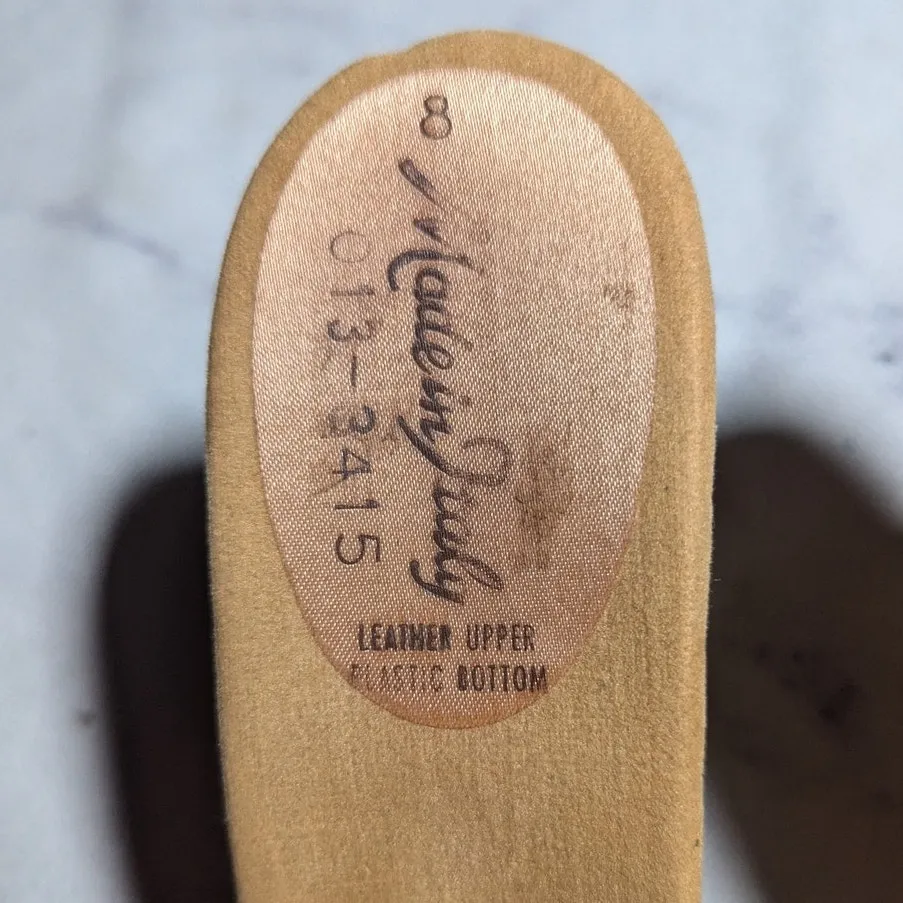 8
Made in Italy
013-3415
LEATHER UPPER
PLASTIC BOTTOM